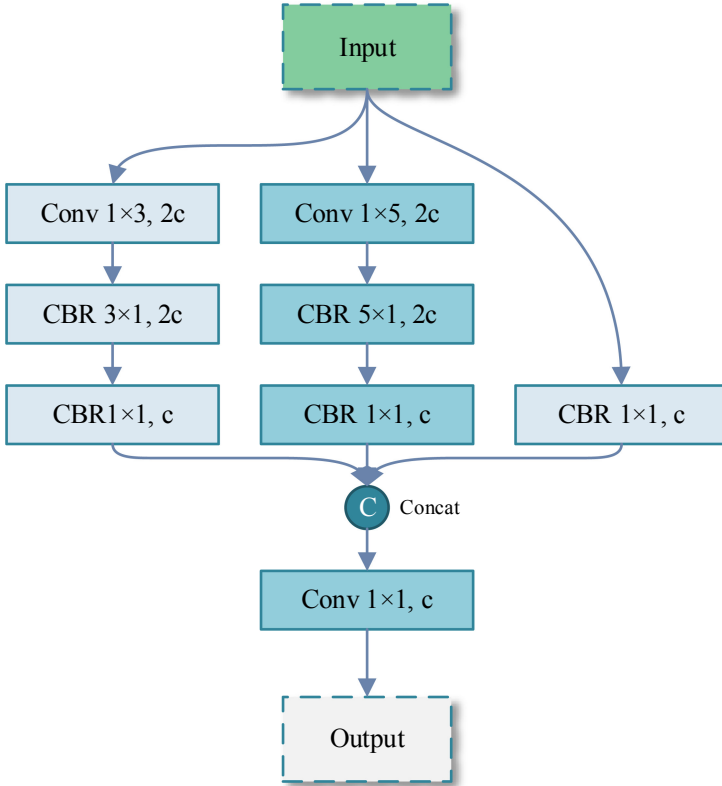 Input
Conv 1×3, 2c
Conv 1×5, 2c
CBR 3×1, 2c
CBR 5×1, 2c
CBR1×1, c
CBR 1×1, c
CBR 1×1, c
C
Concat
Conv 1×1, c
Output